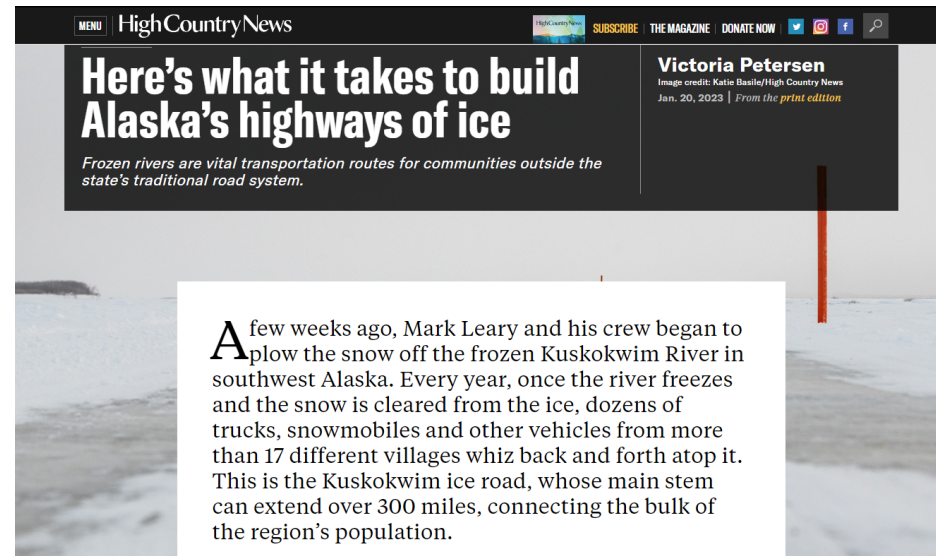 MENU High Country News
High Country News SUBSCRIBE | THE MAGAZINE | DONATE NOW |
Here's what it takes to build
Alaska's highways of ice
Frozen rivers are vital transportation routes for communities outside the
state's traditional road system.
Victoria Petersen
Image credit: Katie Basile/High Country News
Jan. 20, 2023 | From the print edition
A few weeks ago, Mark Leary and his crew began to
plow the snow off the frozen Kuskokwim River in
southwest Alaska. Every year, once the river freezes
and the snow is cleared from the ice, dozens of
trucks, snowmobiles and other vehicles from more
than 17 different villages whiz back and forth atop it.
This is the Kuskokwim ice road, whose main stem
can extend over 300 miles, connecting the bulk of
the region's population.